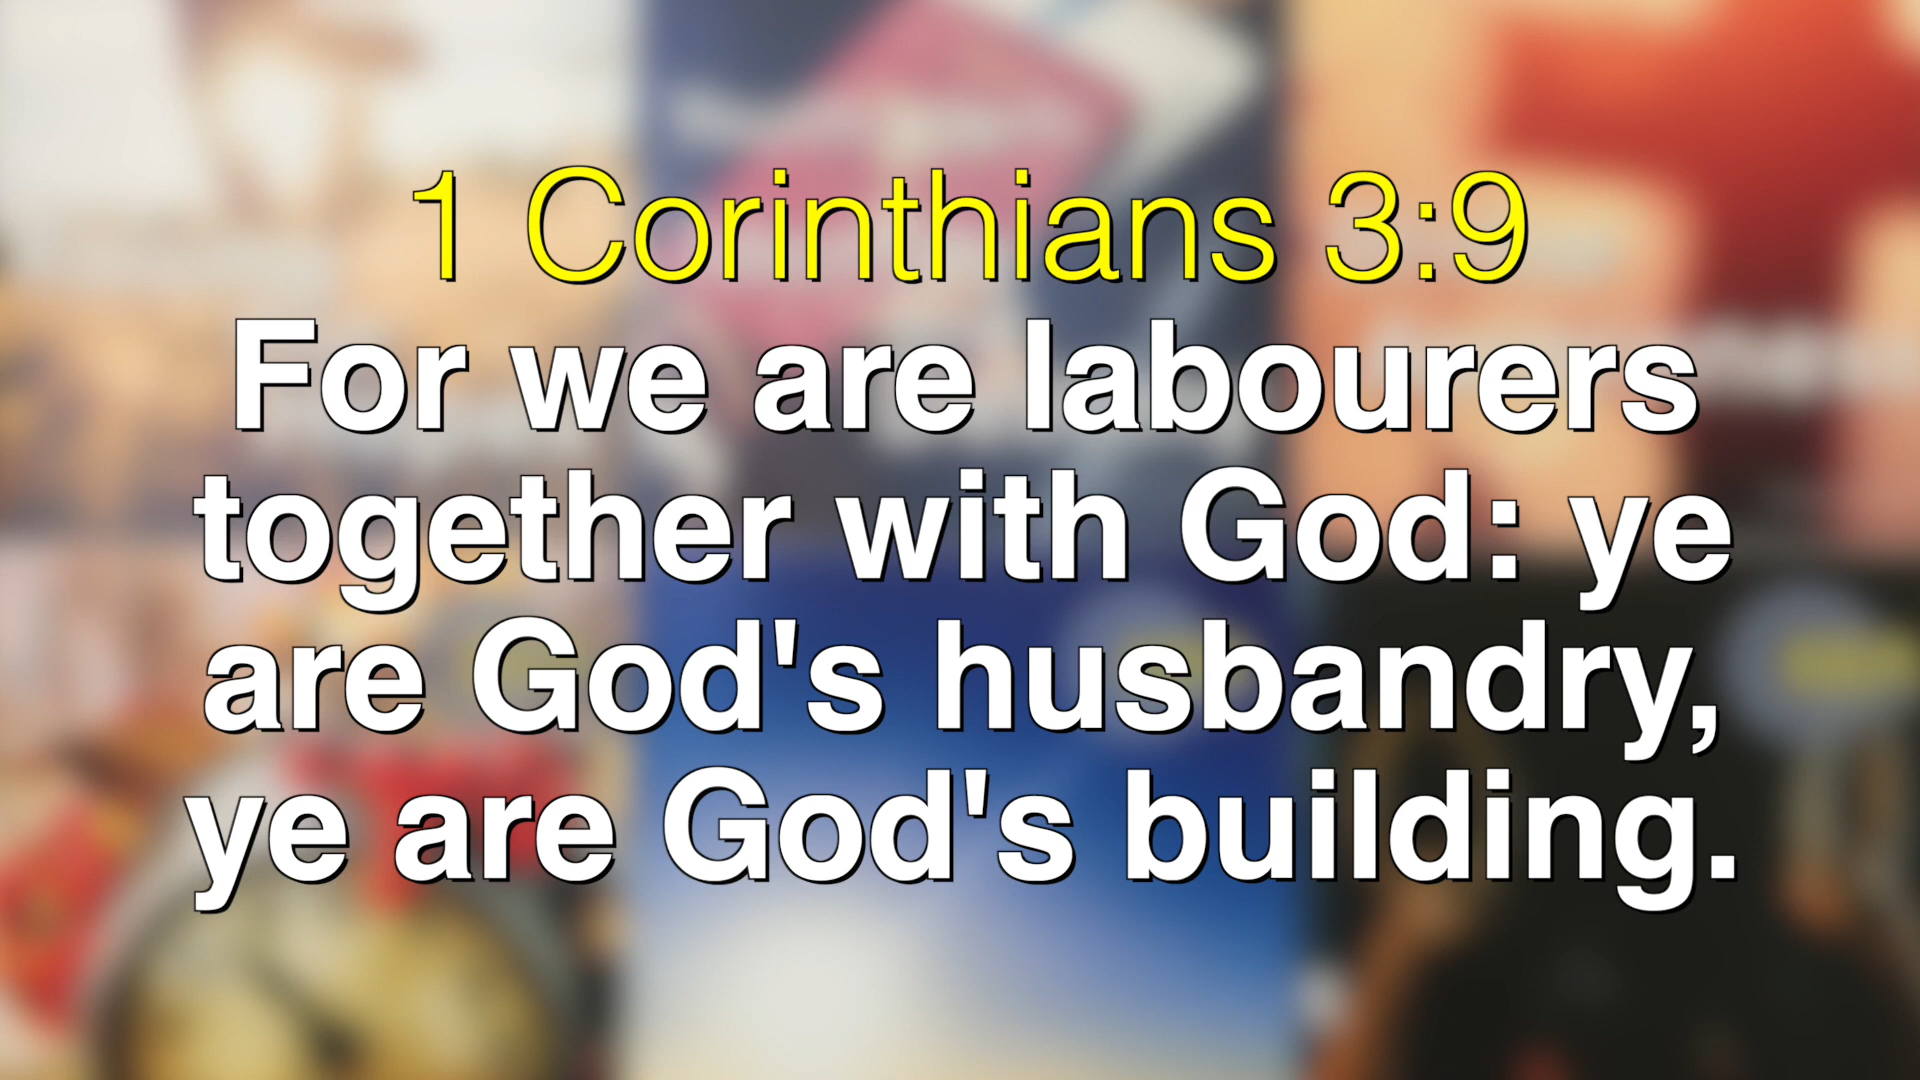 1 Corinthians 3:9
For we are labourers
together with God: ye
are God's husbandry,
ye are God's building.